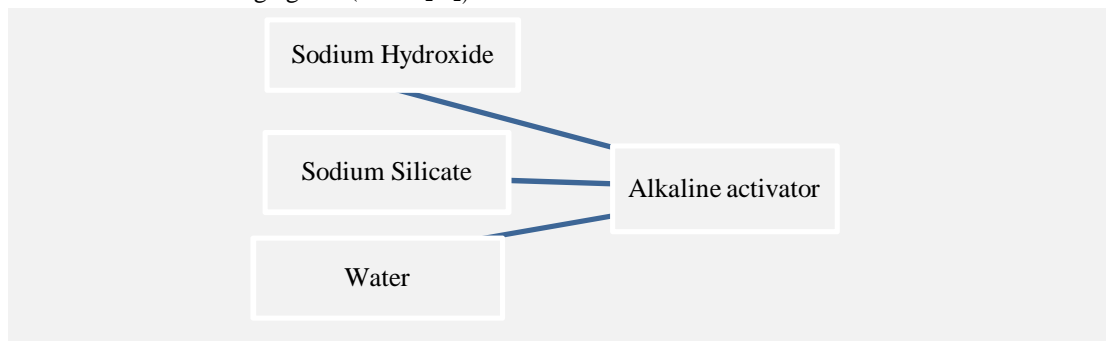 Sodium Hydroxide
Sodium Silicate
Alkaline activator
Water